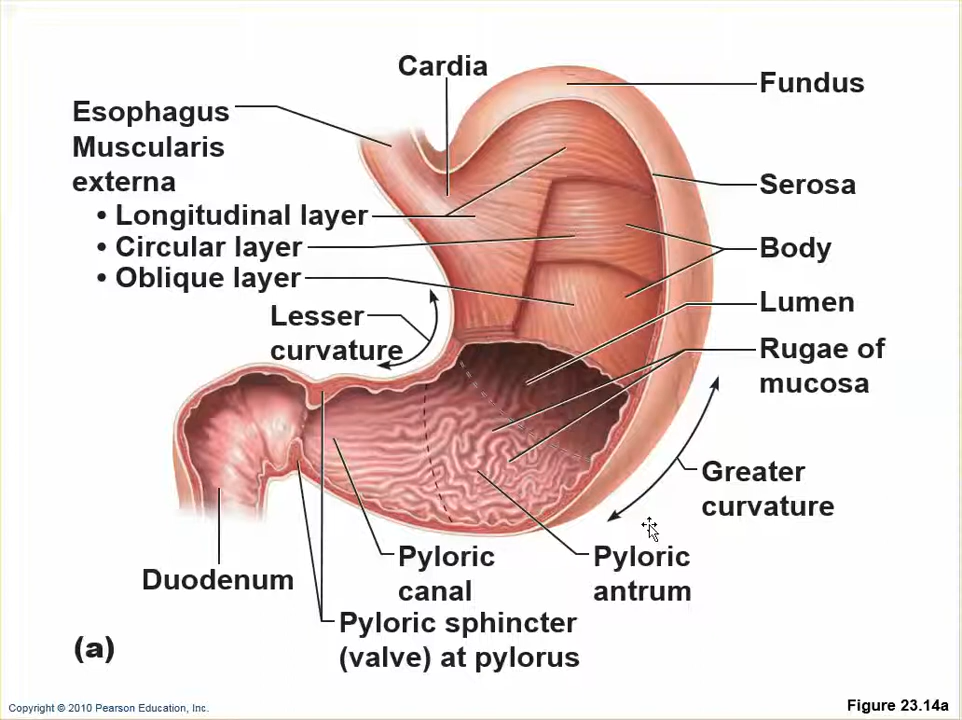 Cardia
Fundus
Esophagus
Muscularis
externa
• Longitudinal layer
• Circular layer
• Oblique layer
Serosa
Body
Lumen
Lesser
curvature
Rugae of
mucosa
Greater
curvature
Pyloric
canal
Pyloric
antrum
Duodenum
Pyloric sphincter
(valve) at pylorus
(a)
Copyright © 2010 Pearson Education, Inc.
Figure 23.14a